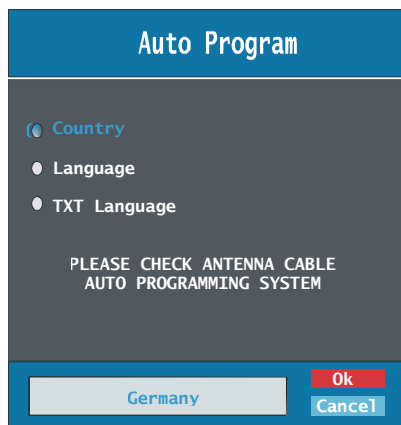 Auto Program
Country
Language
TXT Language
PLEASE CHECK ANTENNA CABLE
AUTO PROGRAMMING SYSTEM
Germany
Ok
Cancel